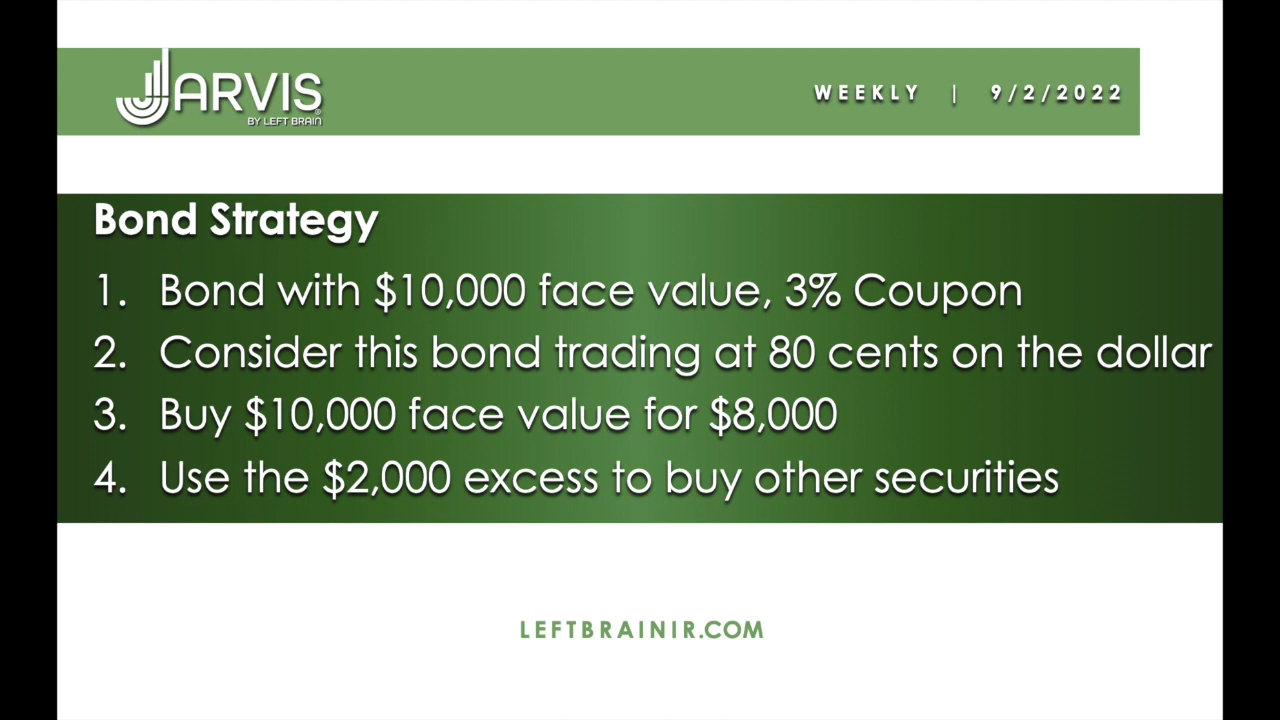 JARVIS
BY LEFT BRAIN
WEEKLY | 9/2/2022
Bond Strategy
1. Bond with $10,000 face value, 3% Coupon
2. Consider this bond trading at 80 cents on the dollar
3. Buy $10,000 face value for $8,000
4. Use the $2,000 excess to buy other securities
LEFTBRAINIR.COM